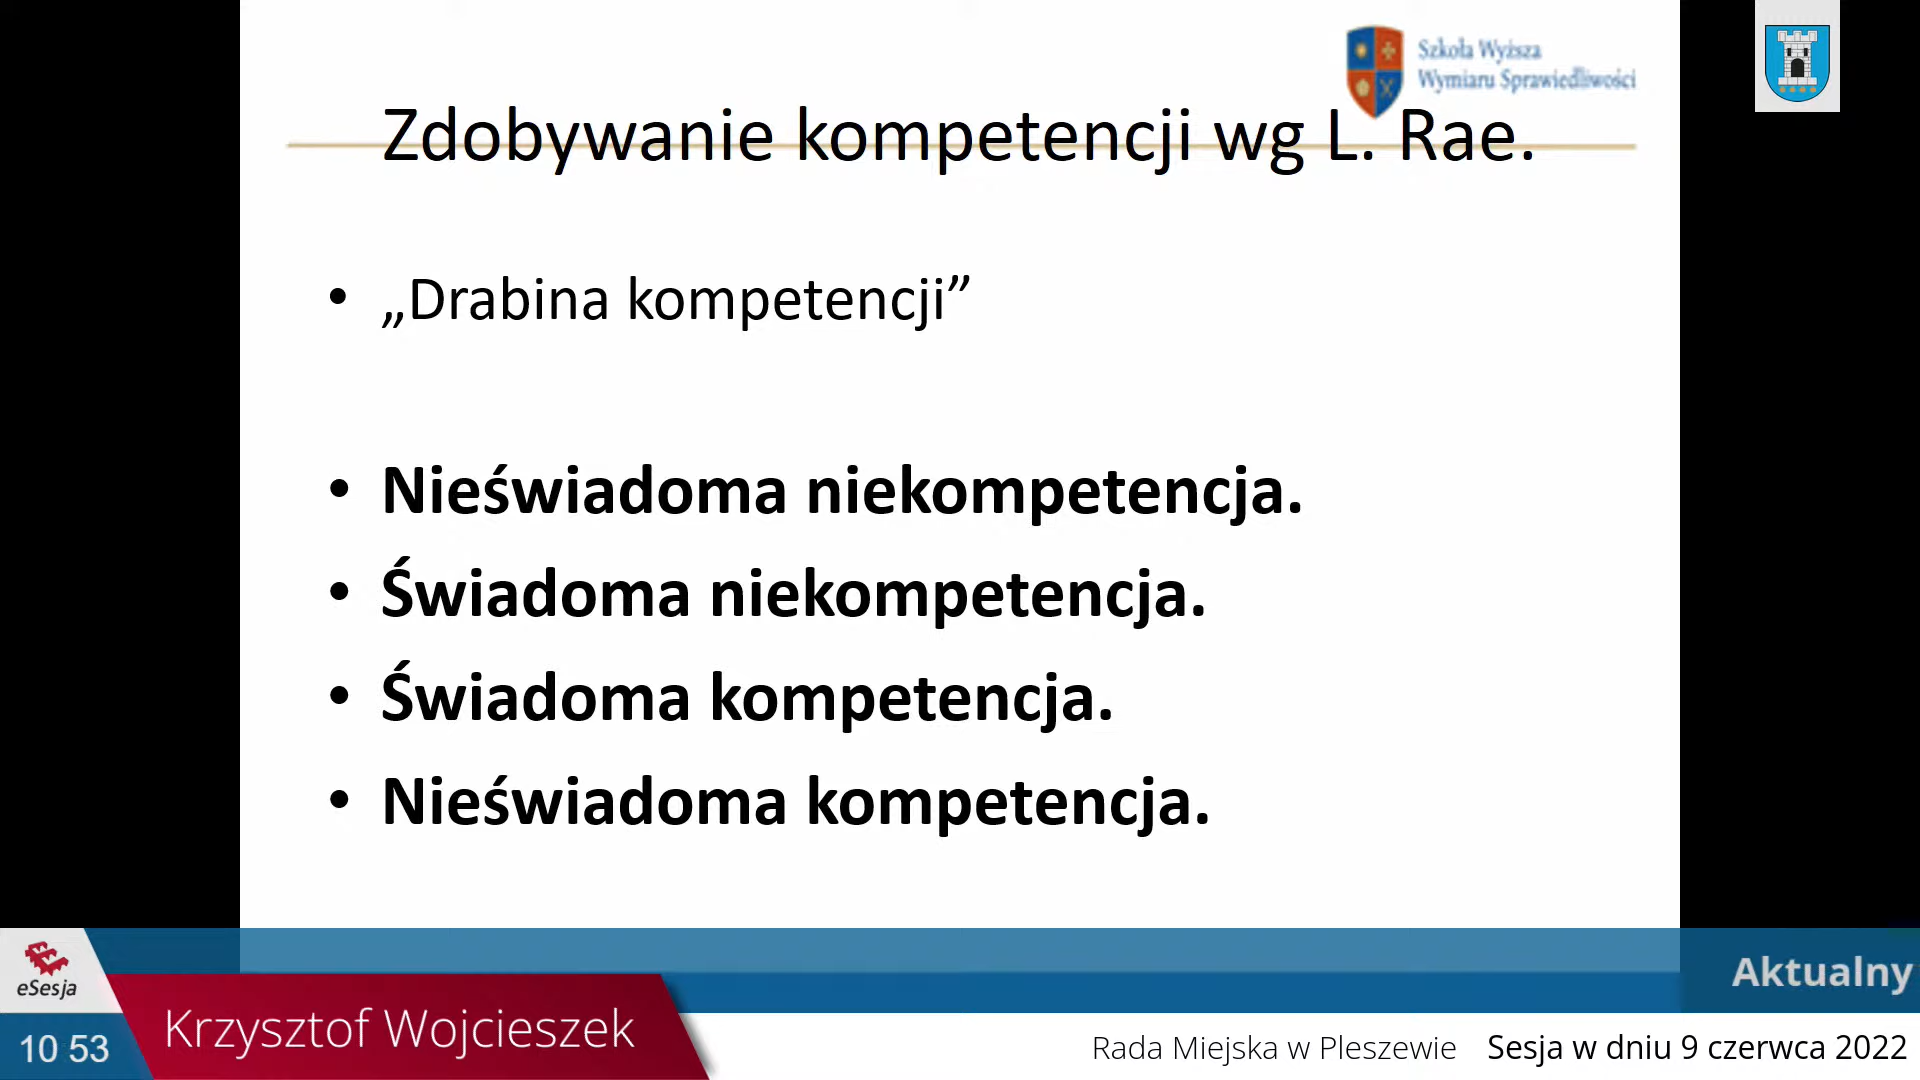 Szkoła Wyższa
Wymiaru Sprawiedliwości
Zdobywanie kompetencji wg L. Rae.
• „Drabina kompetencji”
• Nieświadoma niekompetencja.
• Świadoma niekompetencja.
• Świadoma kompetencja.
• Nieświadoma kompetencja.
eSesja
Aktualny
10 53
Krzysztof Wojcieszek
Rada Miejska w Pleszewie Sesja w dniu 9 czerwca 2022